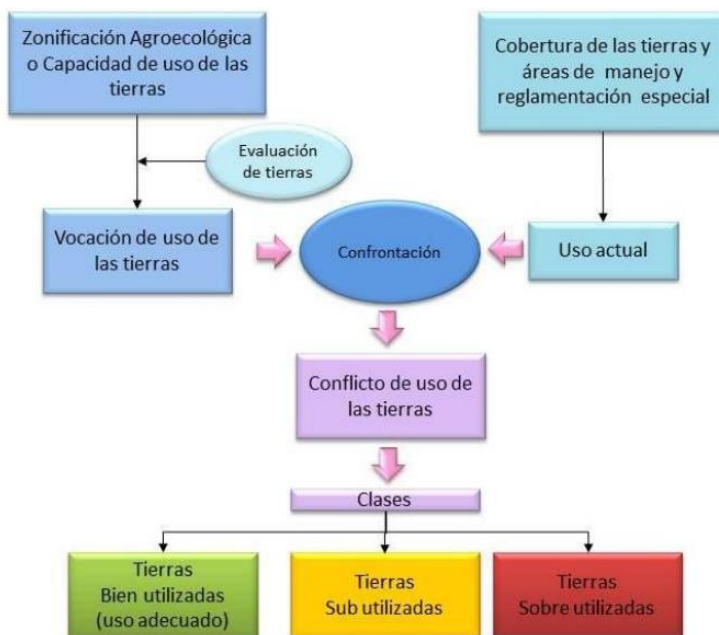 Zonificación Agroecológica
o Capacidad de uso de las
tierras
Cobertura de las tierras y
áreas de manejo y
reglamentación especial
Evaluación
de tierras
Vocación de uso de
las tierras
Confrontación
Uso actual
Conflicto de uso de
las tierras
Clases
Tierras
Bien utilizadas
(uso adecuado)
Tierras
Sub utilizadas
Tierras
Sobre utilizadas